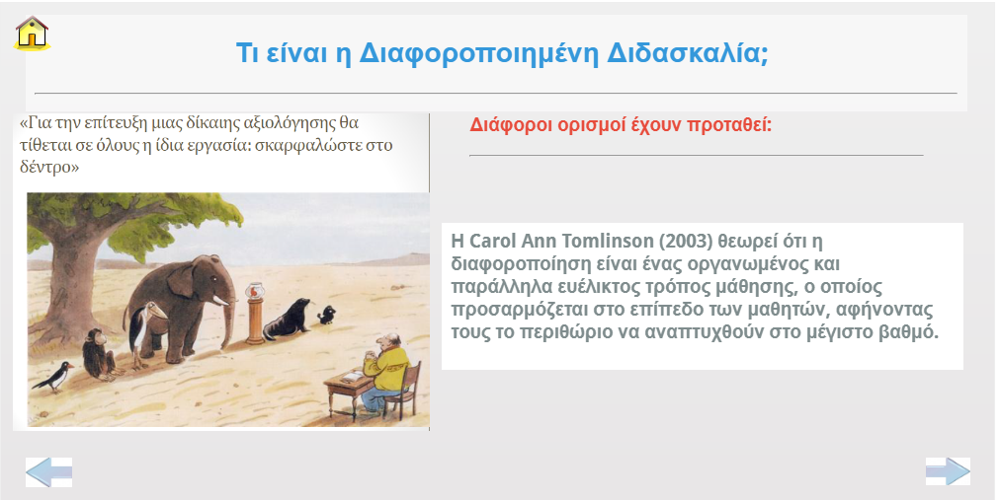 Τι είναι η Διαφοροποιημένη Διδασκαλία;
«Για την επίτευξη μιας δίκαιης αξιολόγησης θα
τίθεται σε όλους η ίδια εργασία: σκαρφαλώστε στο
δέντρο»
Διάφοροι ορισμοί έχουν προταθεί:
Η Carol Ann Tomlinson (2003) θεωρεί ότι η
διαφοροποίηση είναι ένας οργανωμένος και
παράλληλα ευέλικτος τρόπος μάθησης, ο οποίος
προσαρμόζεται στο επίπεδο των μαθητών, αφήνοντας
τους το περιθώριο να αναπτυχθούν στο μέγιστο βαθμό.